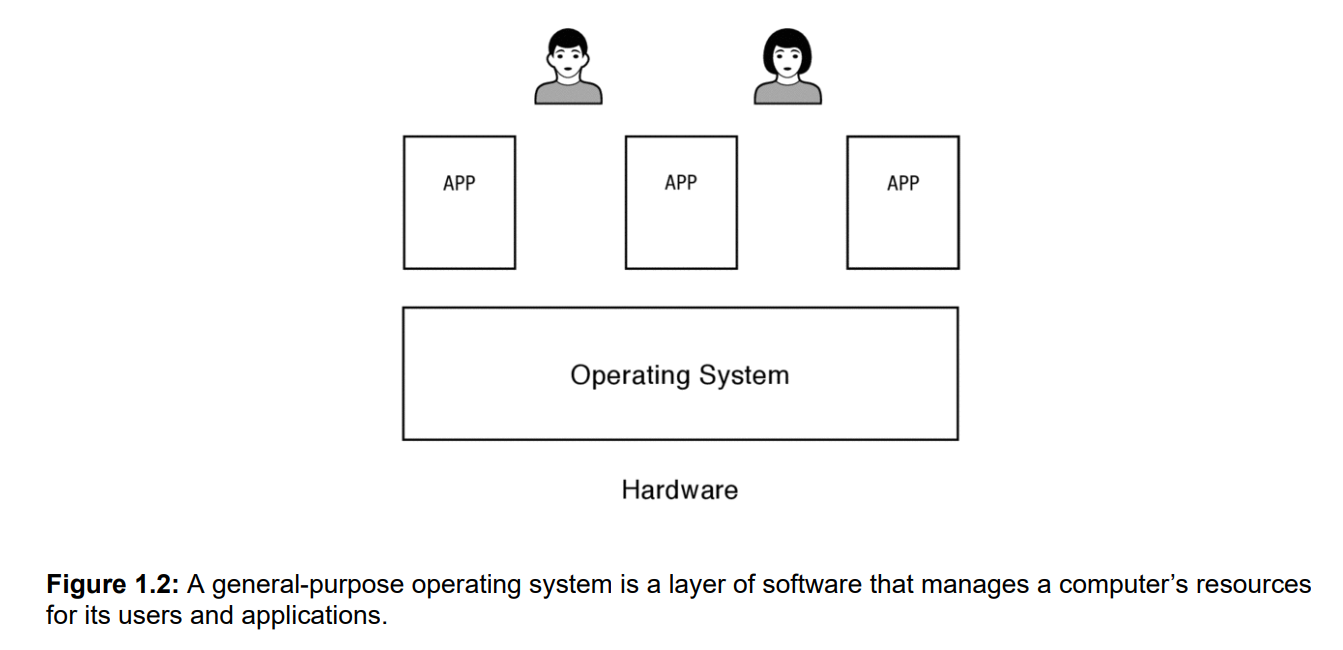 APP
APP
APP
Operating System
Hardware
Figure 1.2: A general-purpose operating system is a layer of software that manages a computer’s resources
for its users and applications.